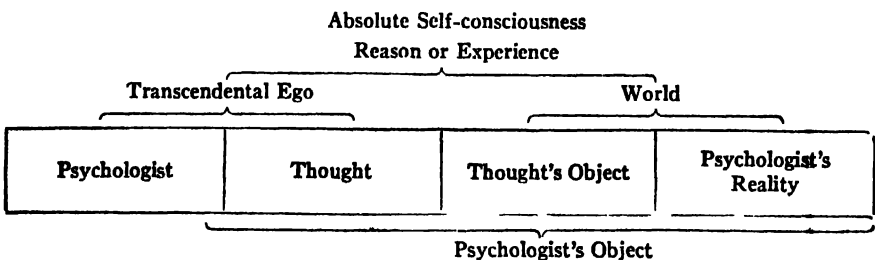 Absolute Self-consciousness
Reason or Experience
Transcendental Ego
World
Psychologist
Thought
Thought's Object
Psychologist's
Reality
Psychologist's Object